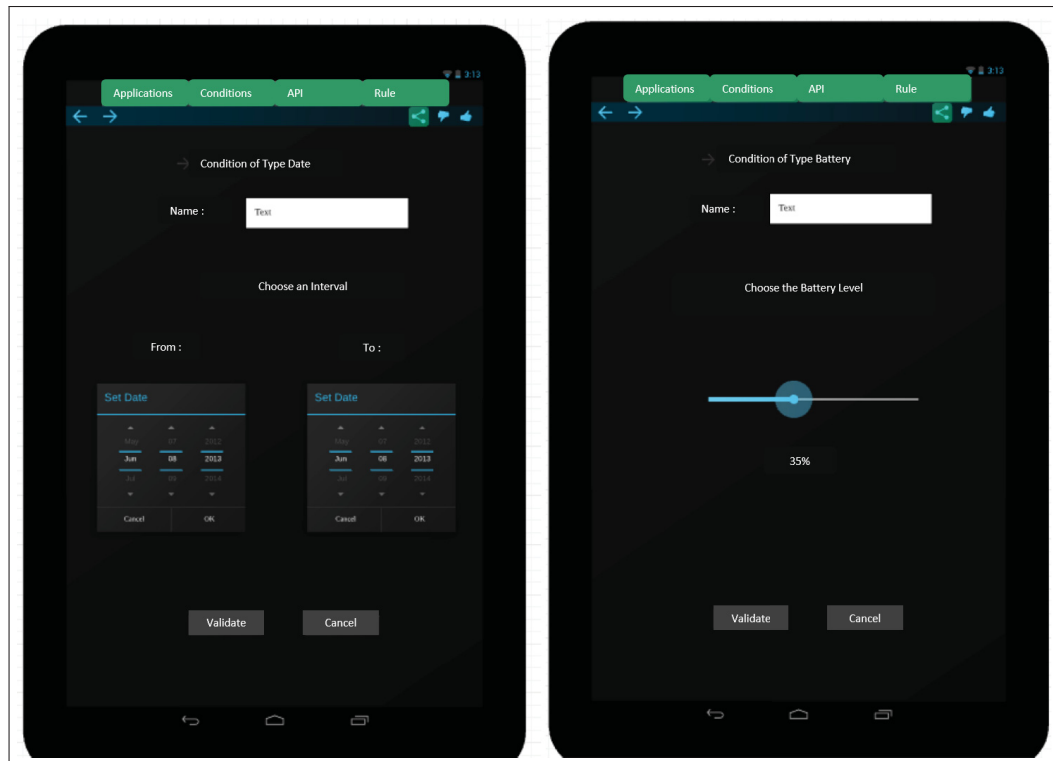 3:13
Applications Conditions API Rule
Condition of Type Date
Name : Text
Choose an Interval
From : To :
Set Date Set Date
May 07 2012 May 07 2012
Jun 08 2013 Jun 08 2013
Jul 09 2014 Jul 09 2014
Cancel OK Cancel OK
Validate Cancel
3:13
Applications Conditions API Rule
Condition of Type Battery
Name : Text
Choose the Battery Level
35%
Validate Cancel